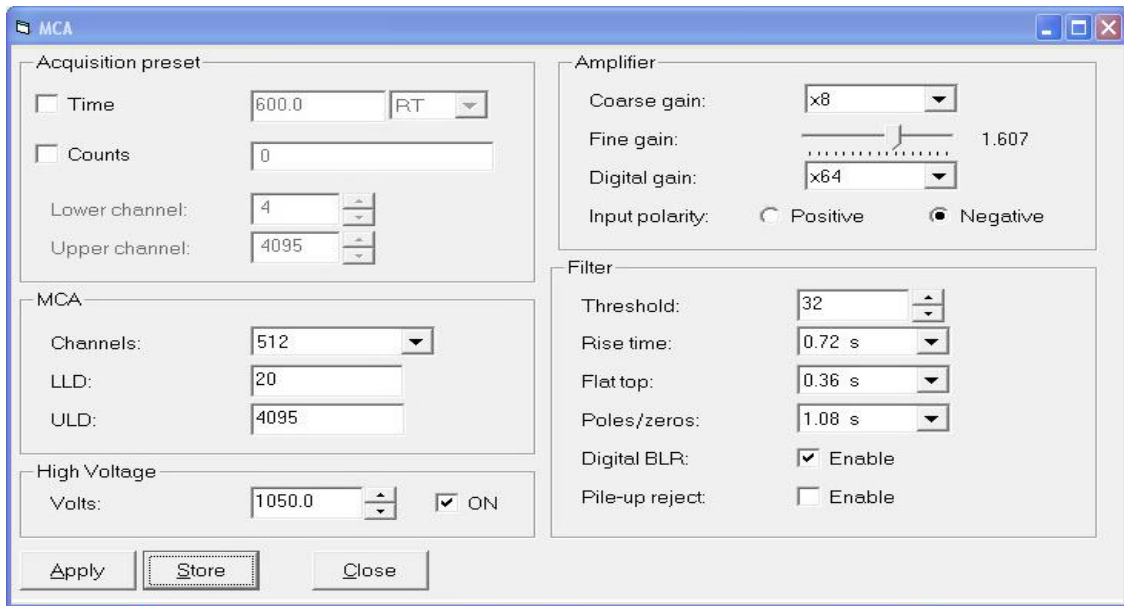 MCA
Acquisition preset
Time 600.0 RT
Counts 0
Lower channel: 4
Upper channel: 4095
MCA
Channels: 512
LLD: 20
ULD: 4095
High Voltage
Volts: 1050.0 ON
Apply Store Close
Amplifier
Coarse gain: x8
Fine gain: 1.607
Digital gain: x64
Input polarity: Positive Negative
Filter
Threshold: 32
Rise time: 0.72 s
Flat top: 0.36 s
Poles/zeros: 1.08 s
Digital BLR: Enable
Pile-up reject: Enable